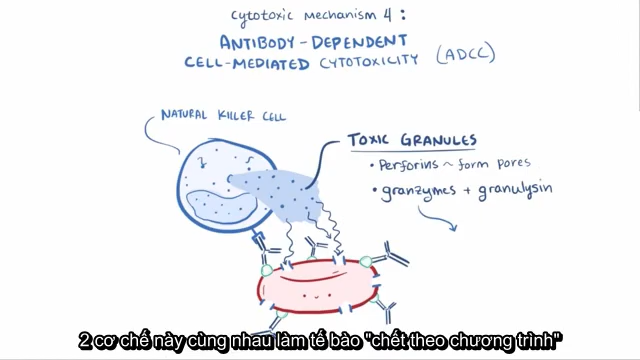 Cytotoxic Mechanism 4:
ANTIBODY-DEPENDENT
CELL-MEDIATED CYTOTOXICITY (ADCC)
NATURAL KILLER CELL
TOXIC GRANULES
• Perforins ~ form pores
• granzymes + granulysin
2 cơ chế này cùng nhau làm tế bào "chết theo chương trình"